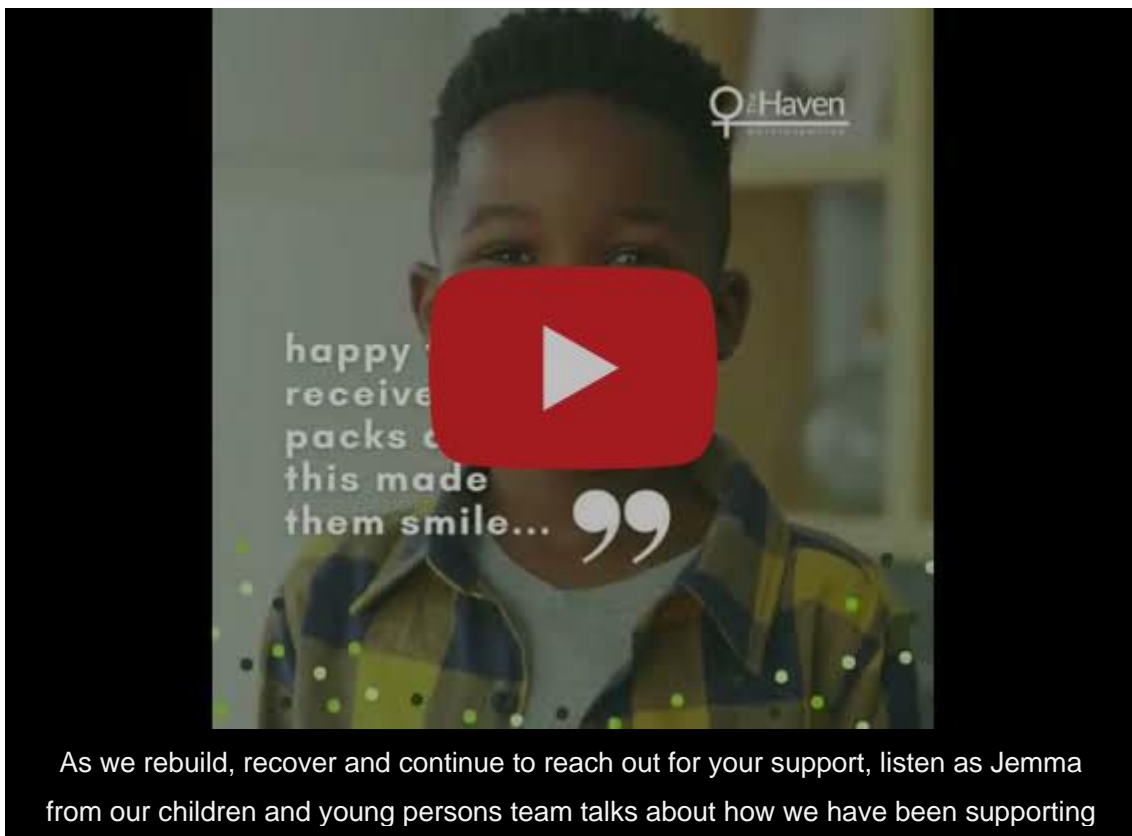 The Haven
happy
receive
packs
this made
them smile... ”
As we rebuild, recover and continue to reach out for your support, listen as Jemma
from our children and young persons team talks about how we have been supporting